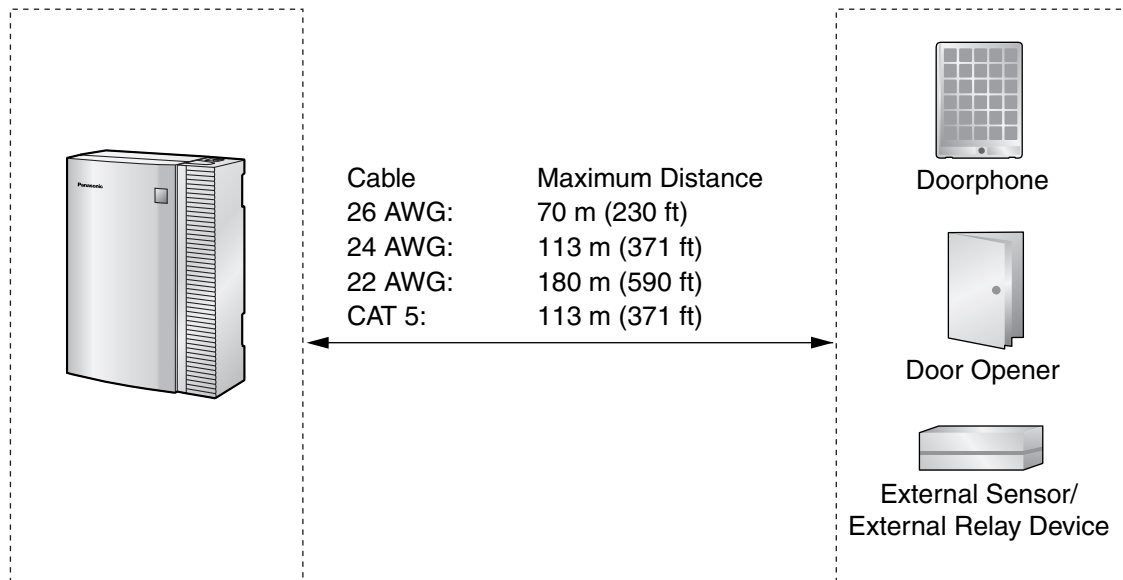 Panasonic
Cable Maximum Distance
26 AWG: 70 m (230 ft)
24 AWG: 113 m (371 ft)
22 AWG: 180 m (590 ft)
CAT 5: 113 m (371 ft)
Doorphone
Door Opener
External Sensor/
External Relay Device